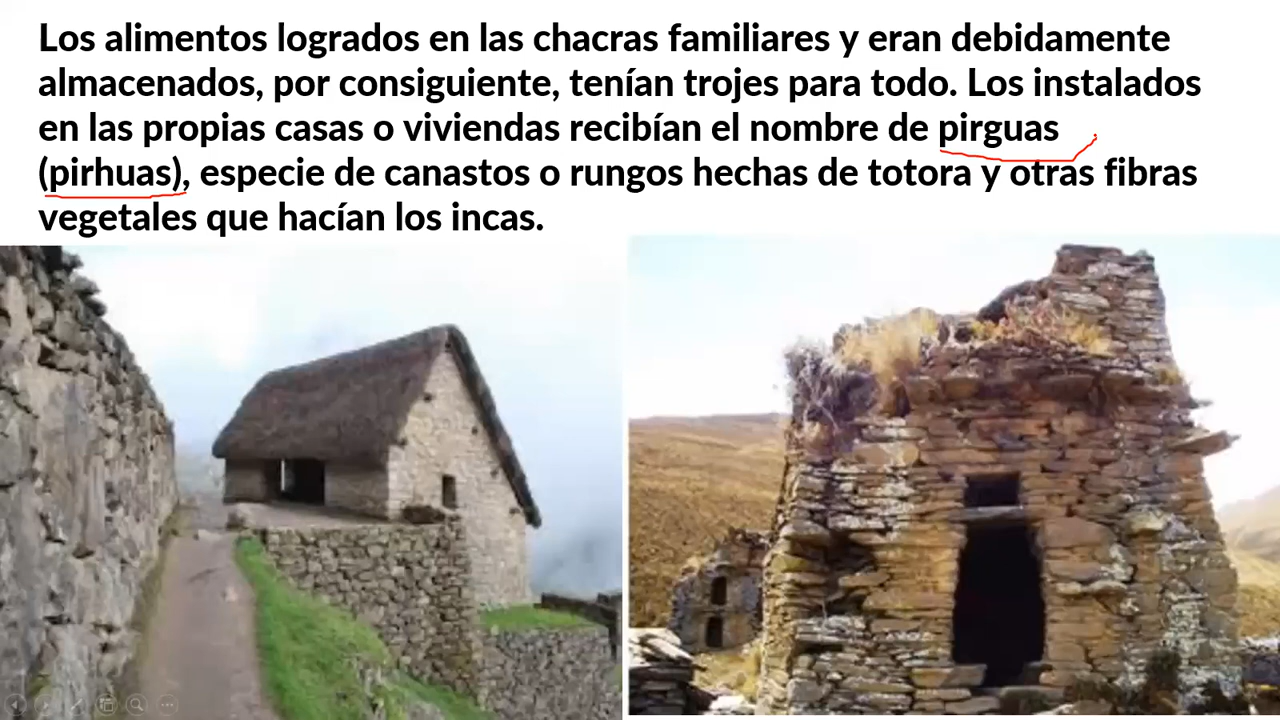 Los alimentos logrados en las chacras familiares y eran debidamente
almacenados, por consiguiente, tenían trojes para todo. Los instalados
en las propias casas o viviendas recibían el nombre de pirguas
(pirhuas), especie de canastos o rungos hechas de totora y otras fibras
vegetales que hacían los incas.